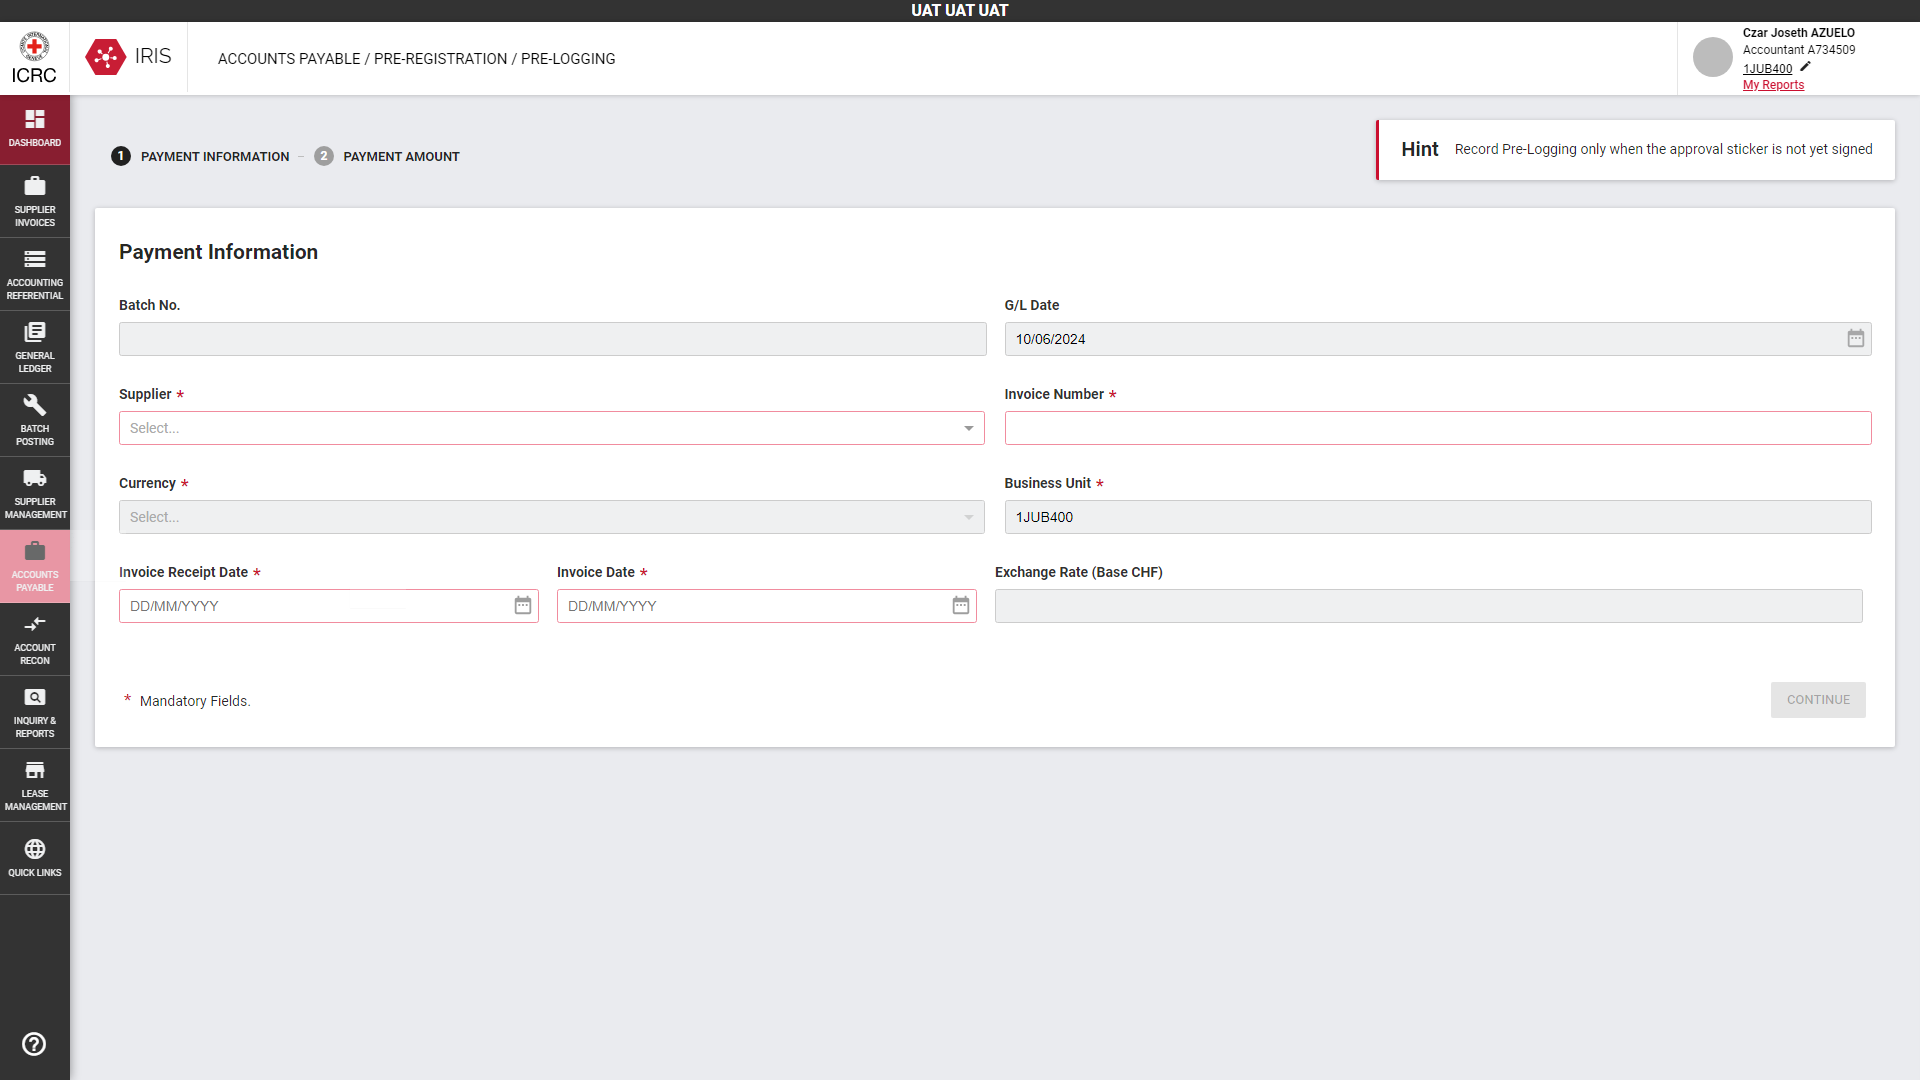 UAT UAT UAT
ICRC
IRIS
ACCOUNTS PAYABLE / PRE-REGISTRATION / PRE-LOGGING
Czar Joseth AZUELO
Accountant A734509
1JUB400
My Reports
DASHBOARD
SUPPLIER
INVOICES
ACCOUNTING
REFERENTIAL
GENERAL
LEDGER
BATCH
POSTING
SUPPLIER
MANAGEMENT
ACCOUNTS
PAYABLE
ACCOUNT
RECON
INQUIRY &
REPORTS
LEASE
MANAGEMENT
QUICK LINKS
1 PAYMENT INFORMATION – 2 PAYMENT AMOUNT
Hint Record Pre-Logging only when the approval sticker is not yet signed
Payment Information
Batch No.
G/L Date
10/06/2024
Supplier *
Select...
Invoice Number *
Currency *
Select...
Business Unit *
1JUB400
Invoice Receipt Date *
DD/MM/YYYY
Invoice Date *
DD/MM/YYYY
Exchange Rate (Base CHF)
* Mandatory Fields.
CONTINUE